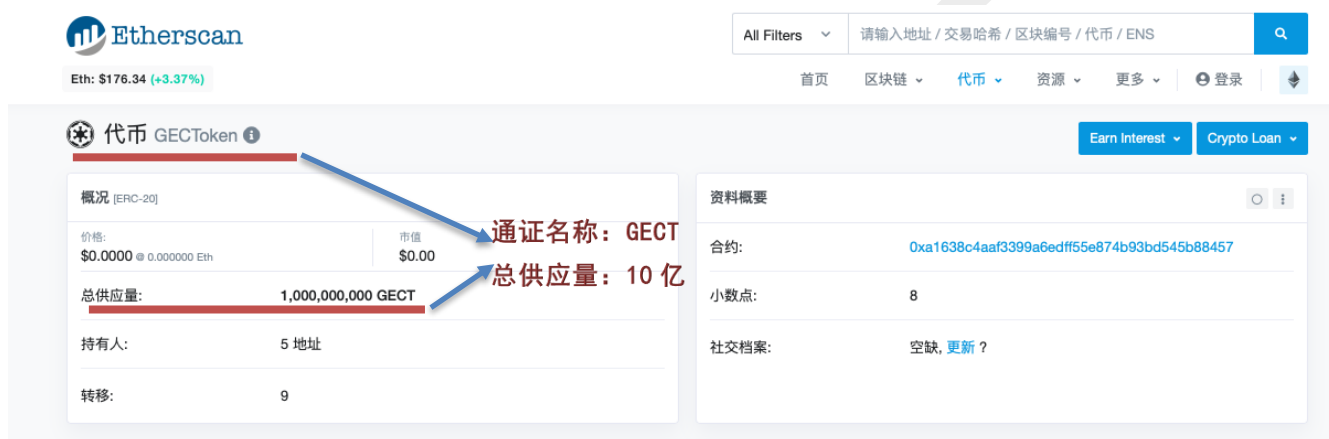 Etherscan
All Filters
请输入地址 / 交易哈希 / 区块编号 / 代币 / ENS
Eth: $176.34 (+3.37%)
首页 区块链 代币 资源 更多 登录
代币 GECToken
Earn Interest
Crypto Loan
概况 [ERC-20]
价格:
$0.0000 @ 0.000000 Eth
市值
$0.00
总供应量: 1,000,000,000 GECT
持有人: 5 地址
转移: 9
通证名称：GECT
总供应量：10 亿
资料概要
合约: 0xa1638c4aaf3399a6edff55e874b93bd545b88457
小数点: 8
社交档案: 空缺, 更新 ?